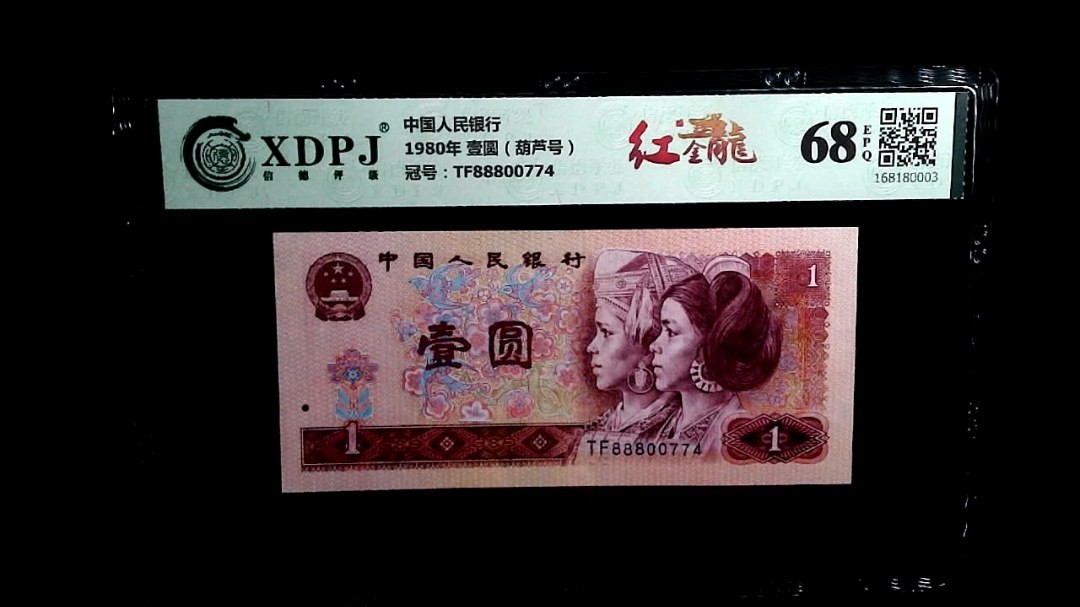 XDPJ®
信德评级
中国人民银行
1980年 壹圆（葫芦号）
冠号：TF88800774
红金龍
68
EPQ
168180003
中国人民银行
1
壹圆
1
TF88800774
1